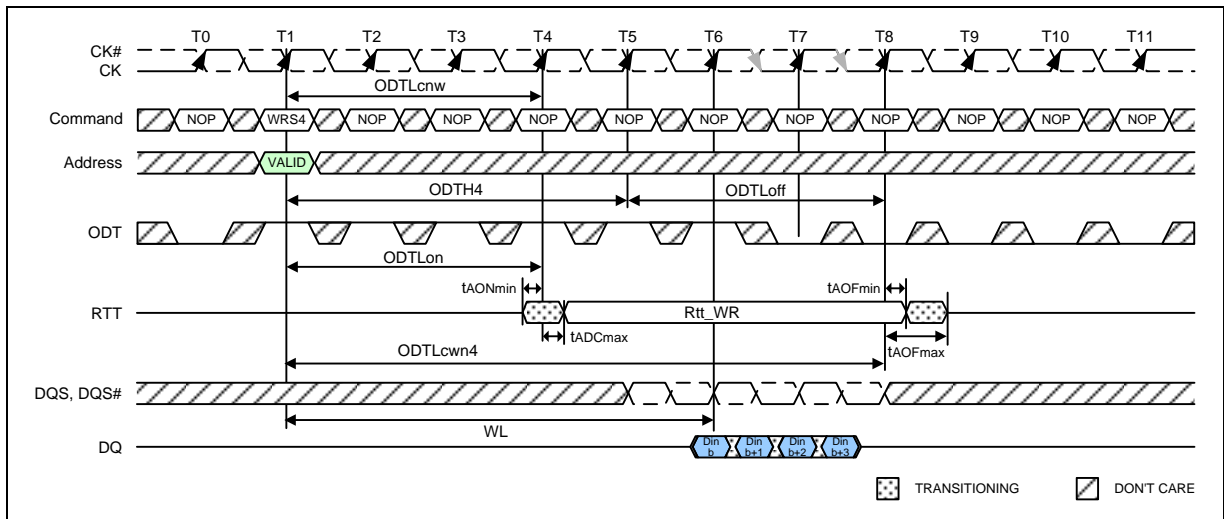 T0 T1 T2 T3 T4 T5 T6 T7 T8 T9 T10 T11
CK#
CK
ODTLcnw
Command NOP WRS4 NOP NOP NOP NOP NOP NOP NOP NOP NOP NOP
Address VALID
ODTH4 ODTLoff
ODT
ODTLon
tAONmin tAOFmin
RTT Rtt_WR
tADCmax tAOFmax
ODTLcwn4
DQS, DQS#
WL
DQ Din b Din b+1 Din b+2 Din b+3
TRANSITIONING DON'T CARE